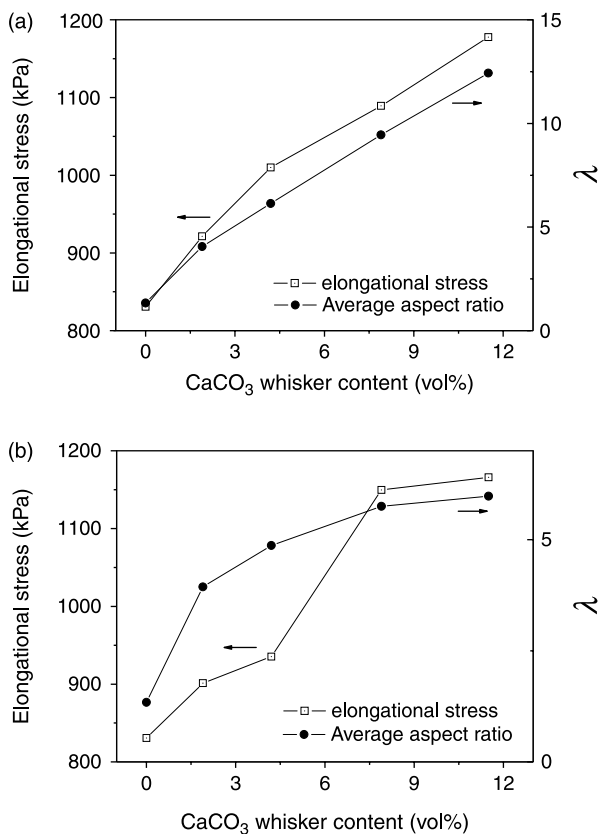 (a)
1200
1100
1000
900
800
Elongational stress (kPa)
15
10
5
0
λ
elongational stress
Average aspect ratio
0 3 6 9 12
CaCO₃ whisker content (vol%)
(b)
1200
1150
1100
1000
900
800
Elongational stress (kPa)
5
0
λ
elongational stress
Average aspect ratio
0 3 6 9 12
CaCO₃ whisker content (vol%)